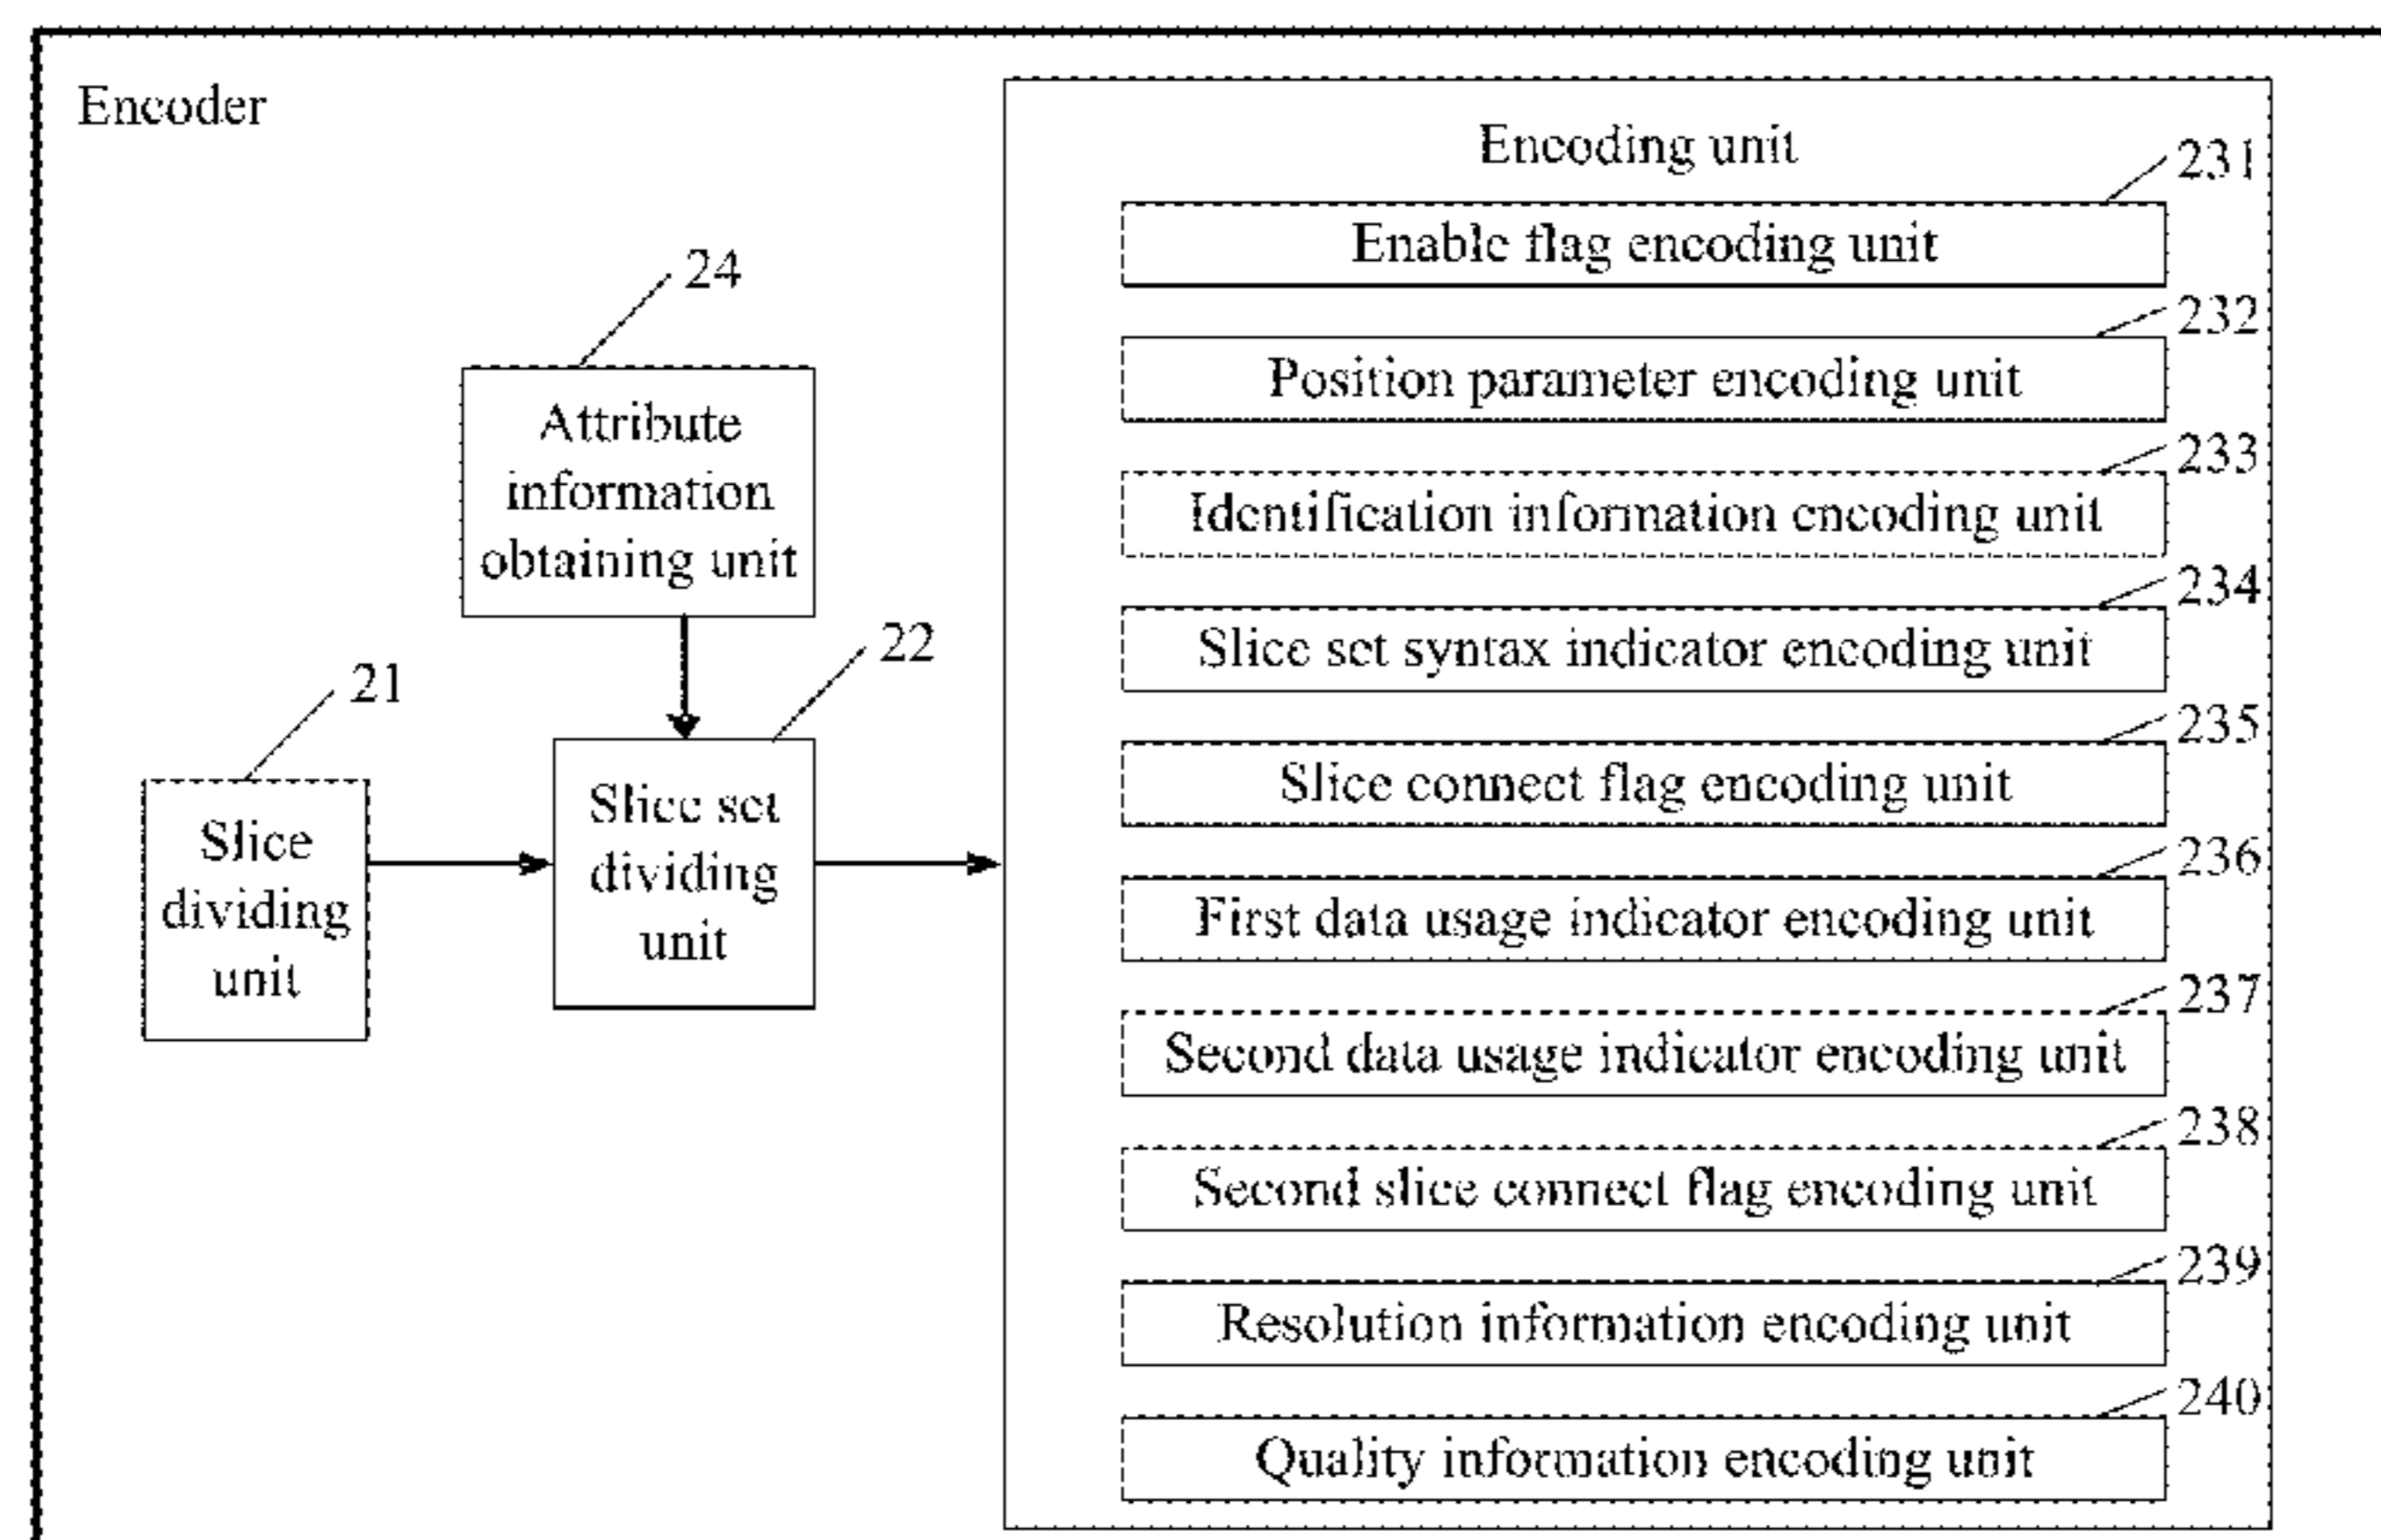 Encoder
Encoding unit
231
Enable flag encoding unit
232
Position parameter encoding unit
233
Identification information encoding unit
234
Slice set syntax indicator encoding unit
235
Slice connect flag encoding unit
236
First data usage indicator encoding unit
237
Second data usage indicator encoding unit
238
Second slice connect flag encoding unit
239
Resolution information encoding unit
240
Quality information encoding unit
24
Attribute
information
obtaining unit
22
Slice set
dividing
unit
21
Slice
dividing
unit